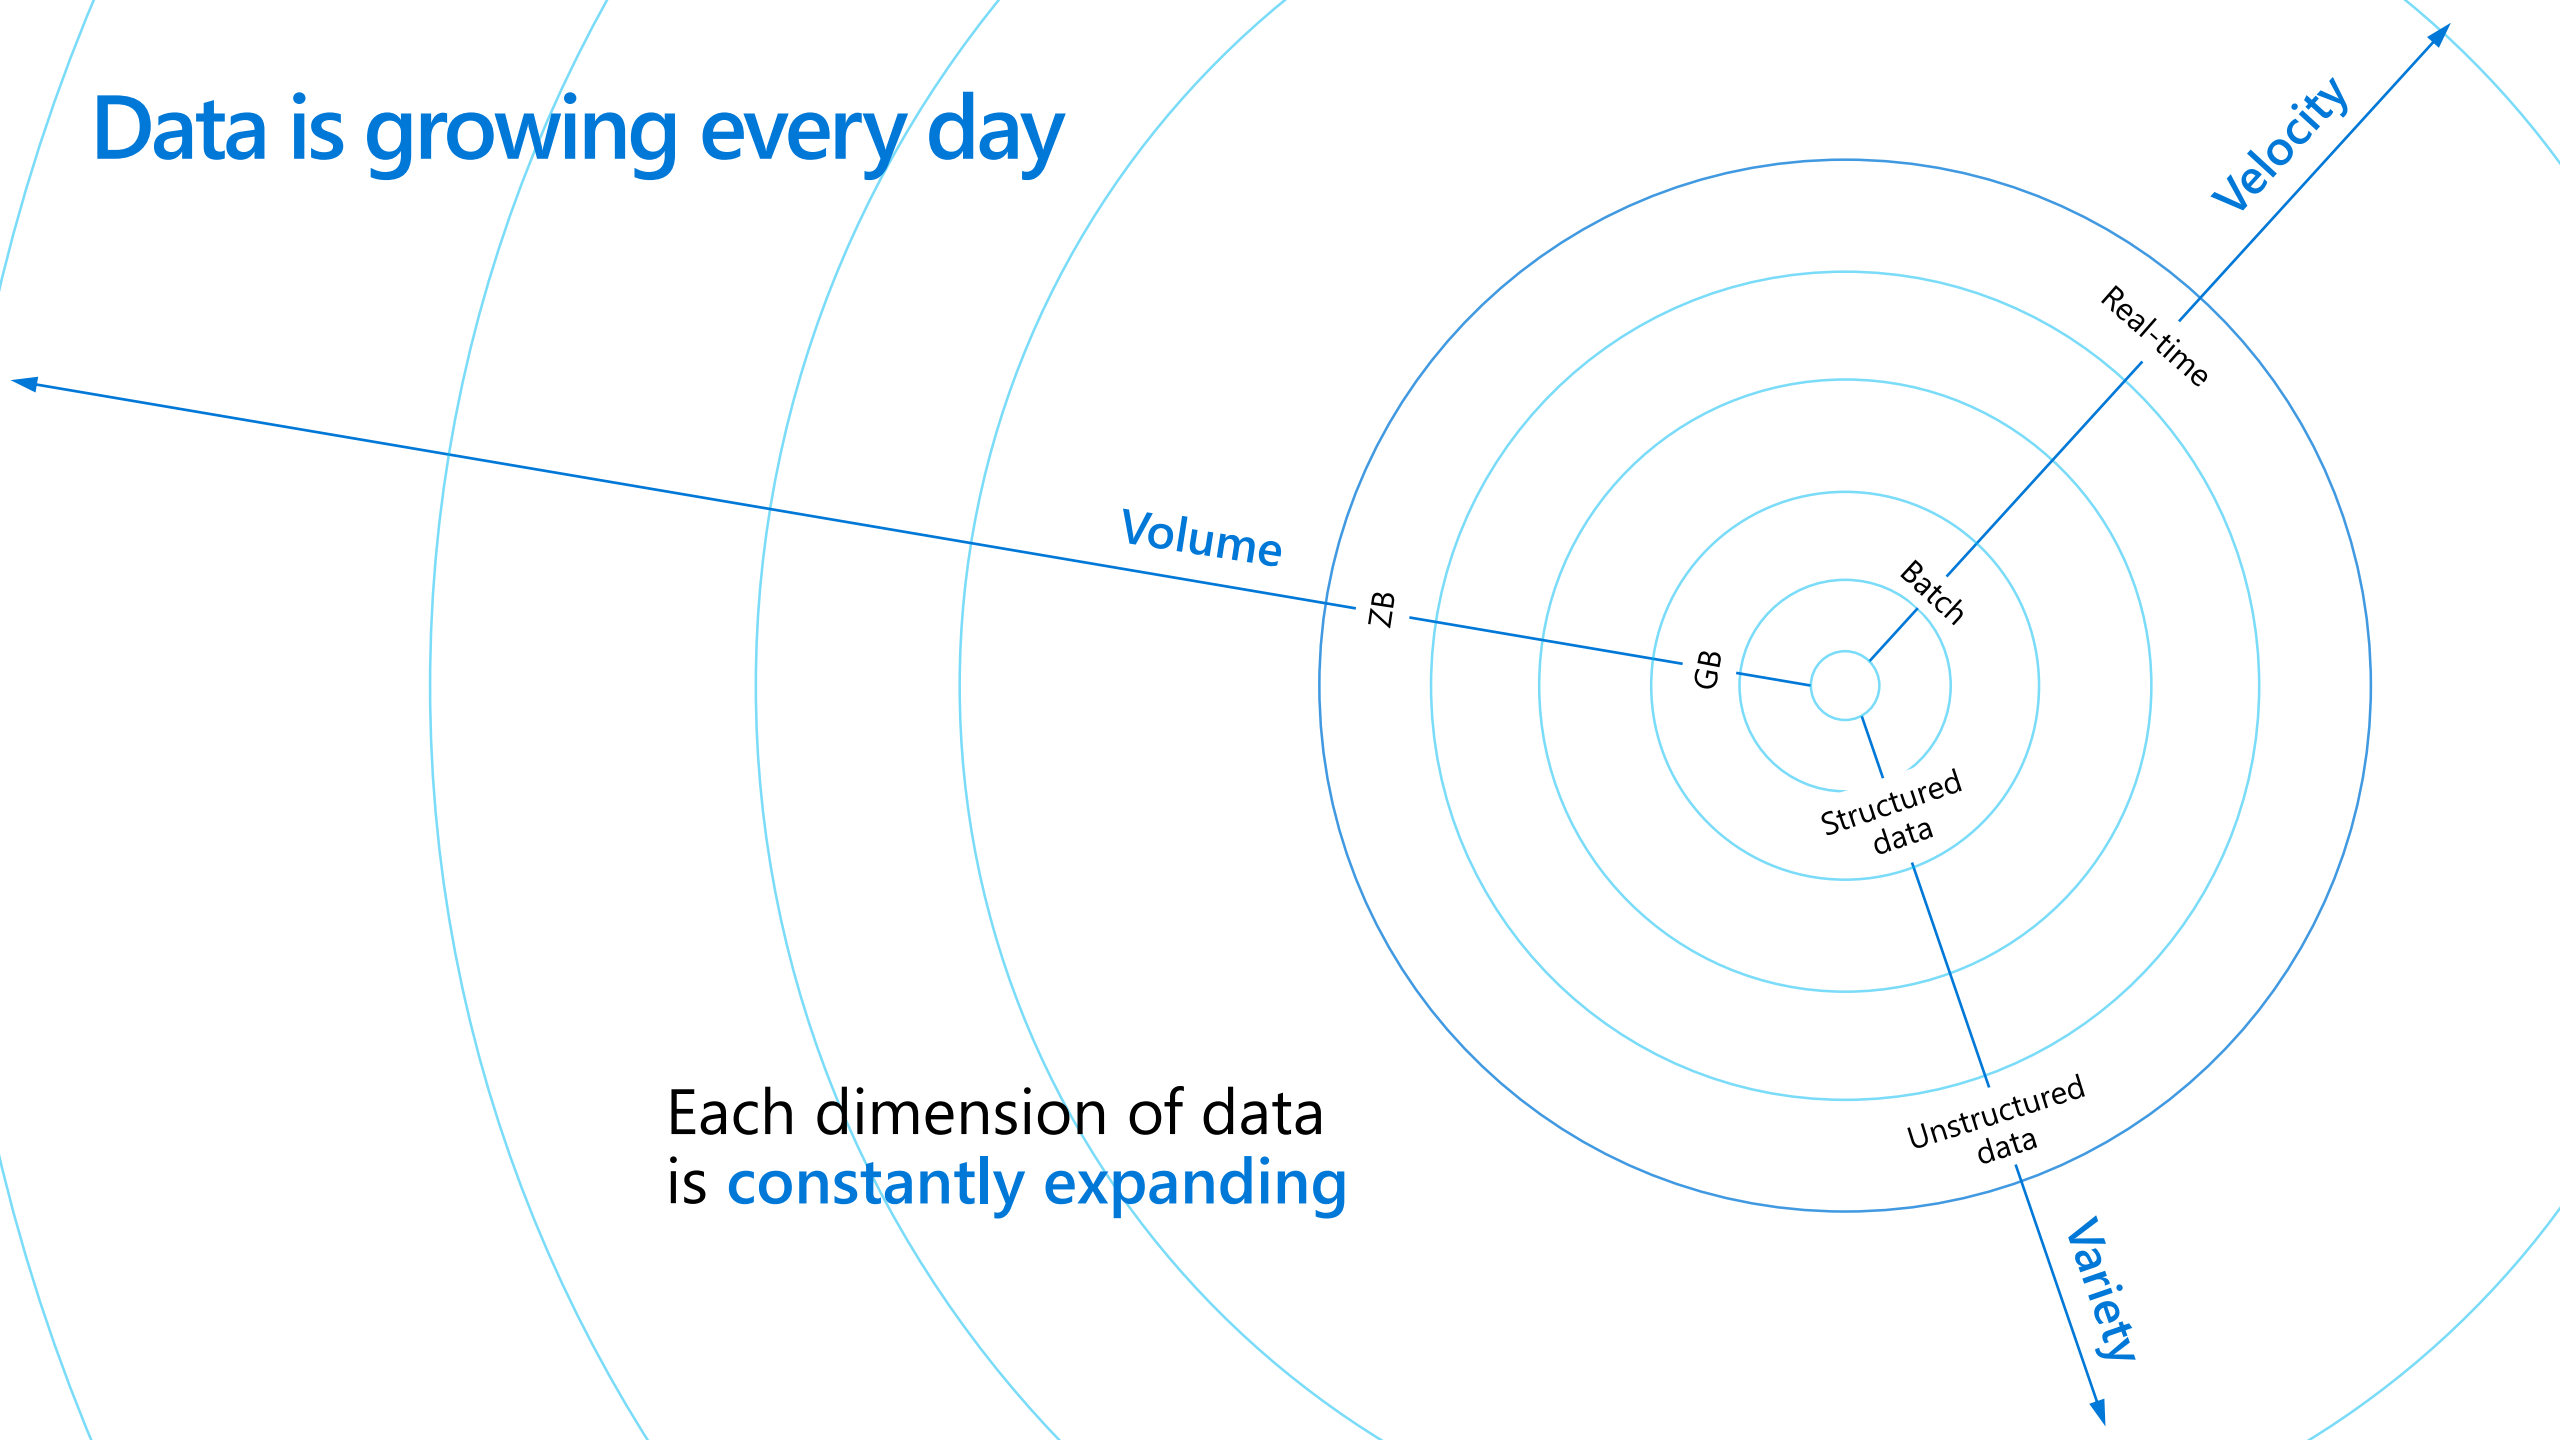 Data is growing every day
Velocity
Real-time
Batch
Volume
ZB
GB
Structured
data
Unstructured
data
Variety
Each dimension of data
is constantly expanding